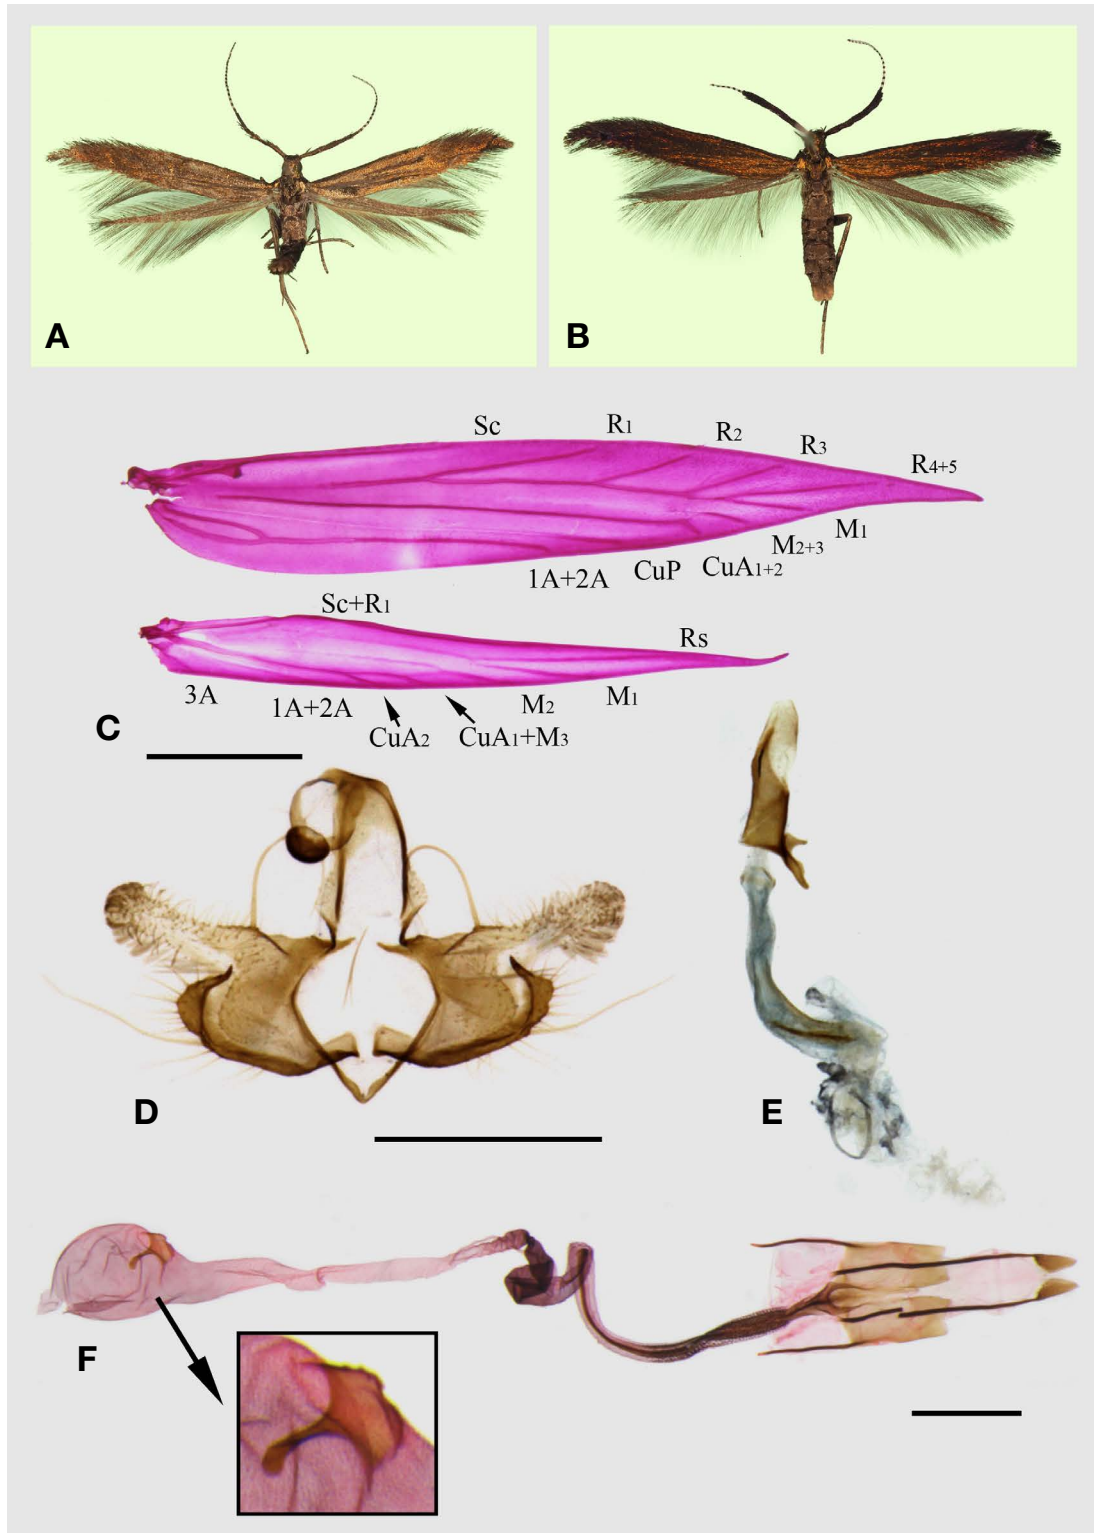 A
B
Sc
R1
R2
R3
R4+5
M1
M2+3
CuA1+2
CuP
1A+2A
Sc+R1
Rs
3A
1A+2A
CuA2
CuA1+M3
M2
M1
C
D
E
F